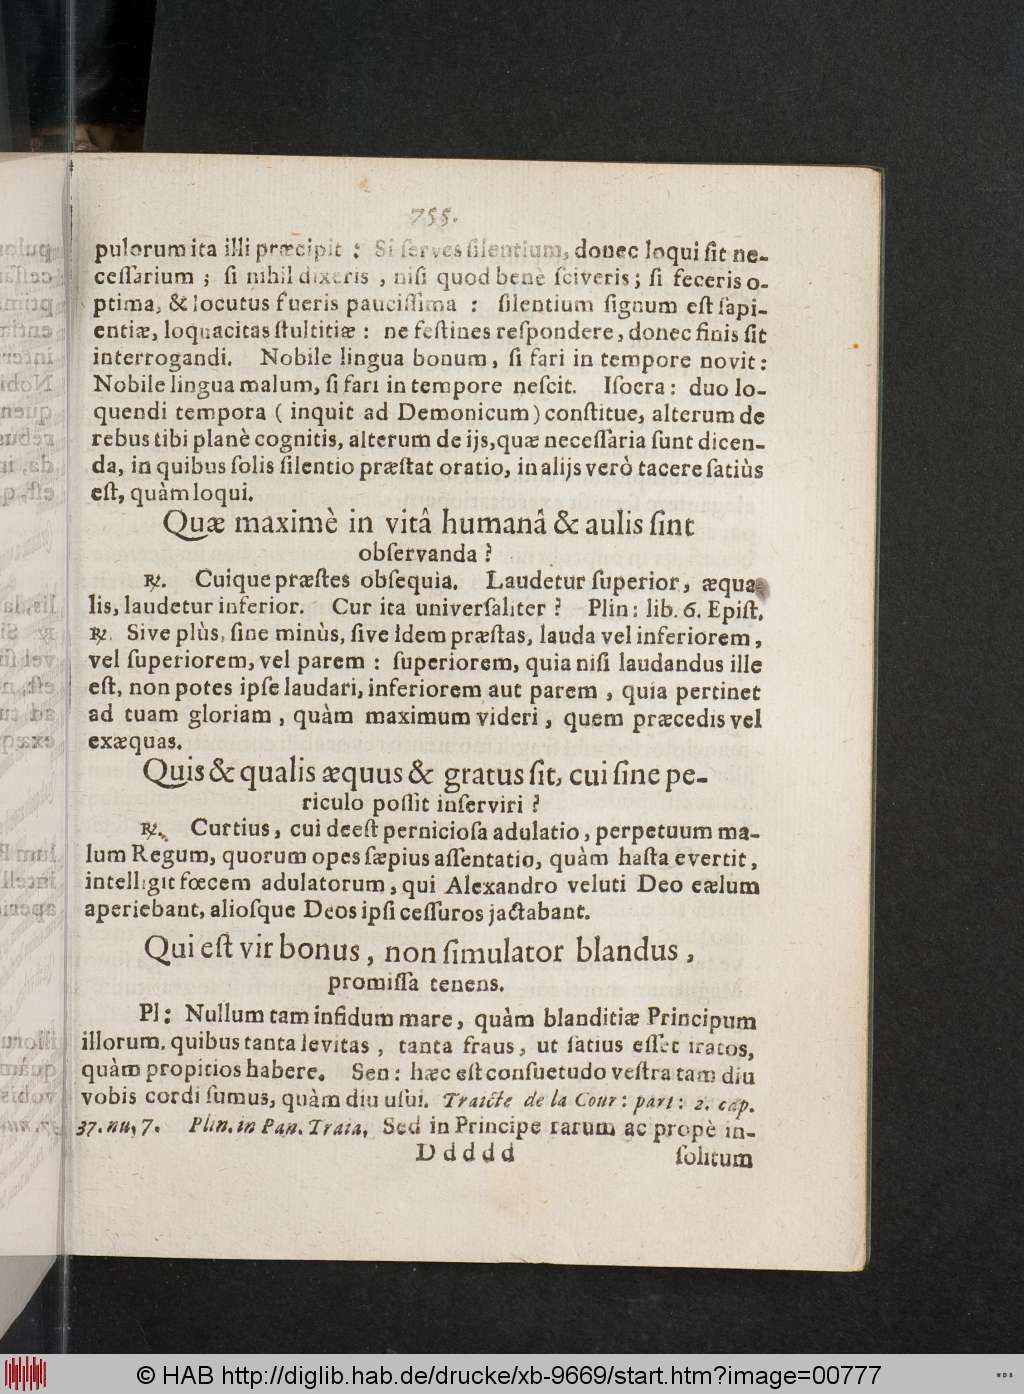 755.
pulorum ita illi præcipit : Si ſerves ſilentium, donec loqui ſit ne-
ceſſarium ; ſi nihil dixeris , niſi quod benè ſciveris ; ſi feceris o-
ptima, & locutus fueris pauciſſima : ſilentium ſignum eſt ſapi-
entiæ, loquacitas ſtultitiæ : ne feſtines reſpondere, donec finis ſit
interrogandi. Nobile lingua bonum, ſi fari in tempore novit:
Nobile lingua malum, ſi fari in tempore neſcit. Iſocra: duo lo-
quendi tempora ( inquit ad Demonicum) conſtitue, alterum de
rebus tibi planè cognitis, alterum de ijs, quæ neceſſaria ſunt dicen-
da, in quibus ſolis ſilentio præſtat oratio, in alijs verò tacere ſatiùs
eſt, quàm loqui.
Quæ maximè in vitâ humanâ & aulis ſint
obſervanda ?
℞. Cuique præſtes obſequia. Laudetur ſuperior, æqua-
lis, laudetur inferior. Cur ita univerſaliter ? Plin: lib. 6. Epiſt.
℞. Sive plùs, ſine minùs, ſive idem præſtas, lauda vel inferiorem,
vel ſuperiorem, vel parem : ſuperiorem, quia niſi laudandus ille
eſt, non potes ipſe laudari, inferiorem aut parem , quia pertinet
ad tuam gloriam , quàm maximum videri , quem præcedis vel
exæquas.
Quis & qualis æquus & gratus ſit, cui ſine pe-
riculo poſſit inſerviri ?
℞. Curtius, cui deeſt pernicioſa adulatio, perpetuum ma-
lum Regum, quorum opes ſæpius aſſentatio, quàm haſta evertit,
intelligit fœcem adulatorum, qui Alexandro veluti Deo eælum
aperiebant, alioſque Deos ipſi ceſſuros jactabant.
Qui eſt vir bonus, non ſimulator blandus,
promiſſa tenens.
Pl: Nullum tam infidum mare, quàm blanditiæ Principum
illorum, quibus tanta levitas , tanta fraus, ut ſatius eſſet iratos,
quàm propitios habere. Sen: hæc eſt conſuetudo veſtra tam diu
vobis cordi ſumus, quàm diu uſui. Traicte de la Cour: part: 2. cap.
37. nu. 7. Plin. in Pan. Traia. Sed in Principe rarum ac propè in-
D d d d d ſolitum
© HAB http://diglib.hab.de/drucke/xb-9669/start.htm?image=00777